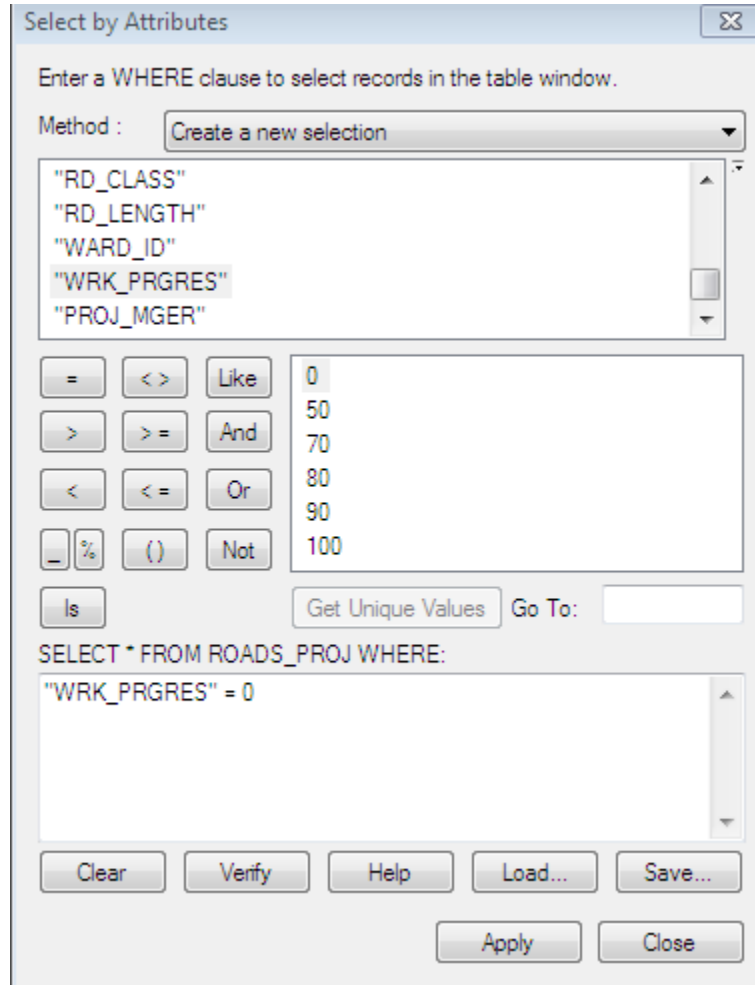 Select by Attributes
Enter a WHERE clause to select records in the table window.
Method : Create a new selection
"RD_CLASS"
"RD_LENGTH"
"WARD_ID"
"WRK_PRGRES"
"PROJ_MGER"
= < > Like
> > = And
< < = Or
_ % ( ) Not
Is
0
50
70
80
90
100
Get Unique Values Go To:
SELECT * FROM ROADS_PROJ WHERE:
"WRK_PRGRES" = 0
Clear Verify Help Load... Save...
Apply Close